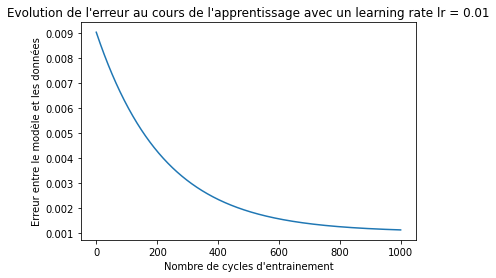 Evolution de l'erreur au cours de l'apprentissage avec un learning rate lr = 0.01
Erreur entre le modèle et les données
0.009
0.008
0.007
0.006
0.005
0.004
0.003
0.002
0.001
0 200 400 600 800 1000
Nombre de cycles d'entrainement